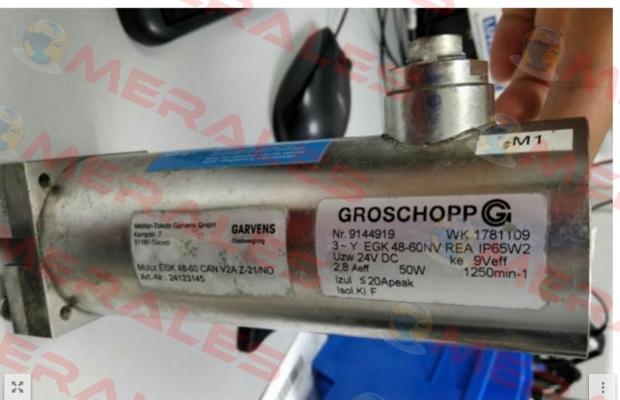 MERALES
M1
GROSCHOPP G
Nr. 9144919 WK 1781109
3~Y EGK 48-60NV REA IP65W2
Uzw 24V DC ke 9Veff
2,8 Aeff 50W 1250min-1
Izul ≤20Apeak
Isol.Kl.F
Mettler-Toledo Garvens GmbH
Kampstr. 7
31180 Giesen
GARVENS
Motor EGK 48-60 CAN V2A Z-21/NO
Art.-Nr.: 24123145